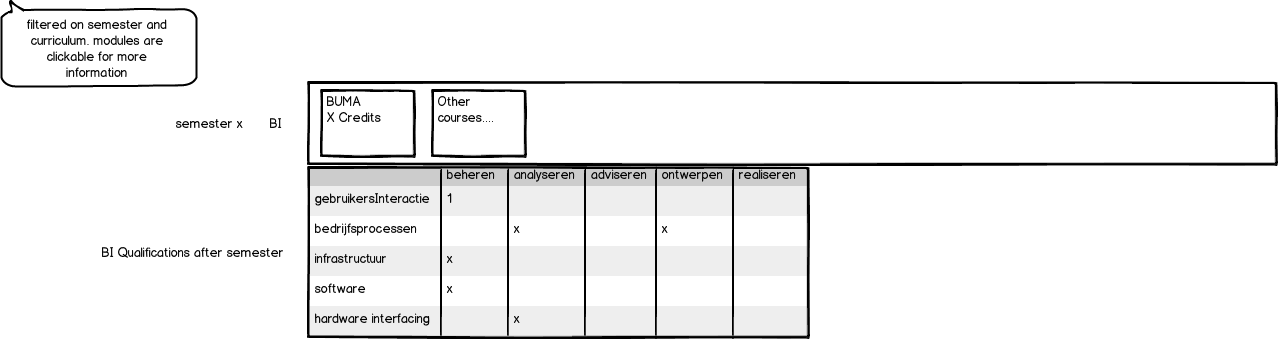 filtered on semester and
curriculum. modules are
clickable for more
information
BUMA
X Credits
Other
courses....
semester x BI
beheren analyseren adviseren ontwerpen realiseren
gebruikersInteractie 1
bedrijfsprocessen x x
BI Qualifications after semester
infrastructuur x
software x
hardware interfacing x